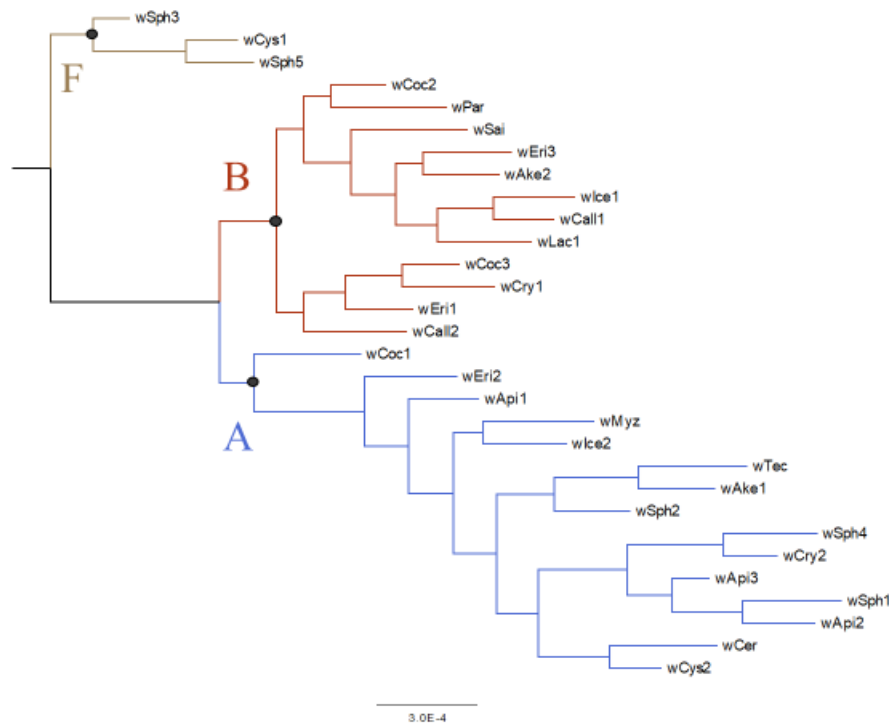 wSph3
wCys1
wSph5
F
wCoc2
wPar
wSai
B
wEri3
wAke2
wIce1
wCall1
wLac1
wCoc3
wCry1
wEri1
wCall2
wCoc1
wEri2
wApi1
A
wMyz
wIce2
wTec
wAke1
wSph2
wSph4
wCry2
wApi3
wSph1
wApi2
wCer
wCys2
3.0E-4